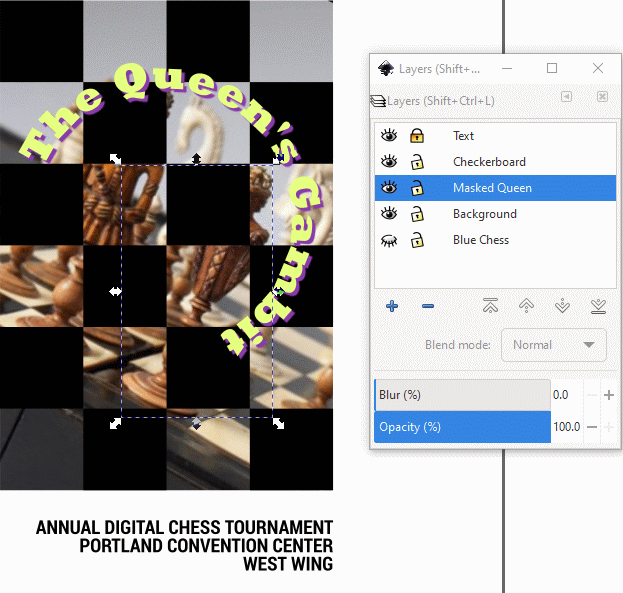 The Queen's Gambit
ANNUAL DIGITAL CHESS TOURNAMENT
PORTLAND CONVENTION CENTER
WEST WING
Layers (Shift+...
Layers (Shift+Ctrl+L)
Text
Checkerboard
Masked Queen
Background
Blue Chess
Blend mode: Normal
Blur (%) 0.0
Opacity (%) 100.0